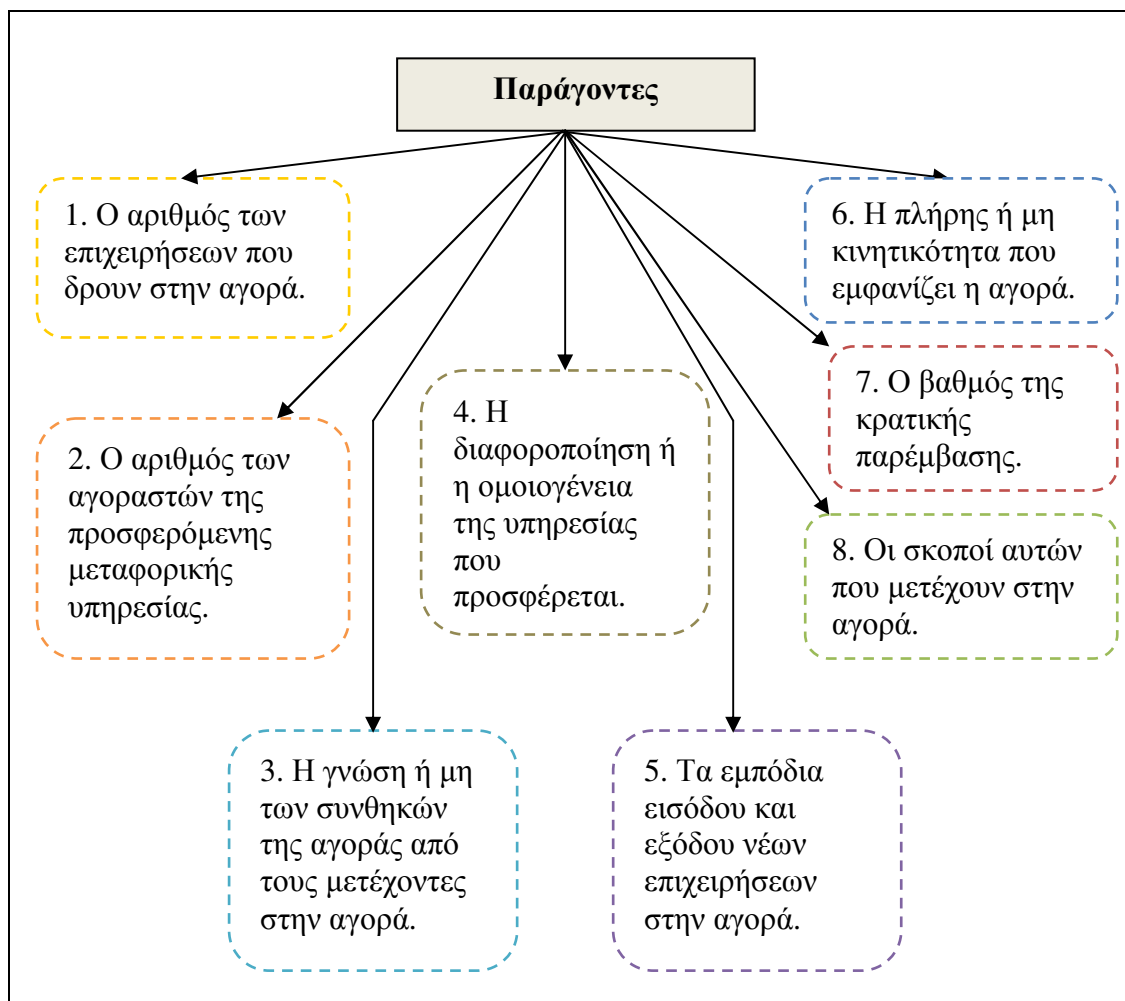 Παράγοντες
1. Ο αριθμός των
επιχειρήσεων που
δρουν στην αγορά.
2. Ο αριθμός των
αγοραστών της
προσφερόμενης
μεταφορικής
υπηρεσίας.
3. Η γνώση ή μη
των συνθηκών
της αγοράς από
τους μετέχοντες
στην αγορά.
4. Η
διαφοροποίηση ή
η ομοιογένεια
της υπηρεσίας
που
προσφέρεται.
5. Τα εμπόδια
εισόδου και
εξόδου νέων
επιχειρήσεων
στην αγορά.
6. Η πλήρης ή μη
κινητικότητα που
εμφανίζει η αγορά.
7. Ο βαθμός της
κρατικής
παρέμβασης.
8. Οι σκοποί αυτών
που μετέχουν στην
αγορά.